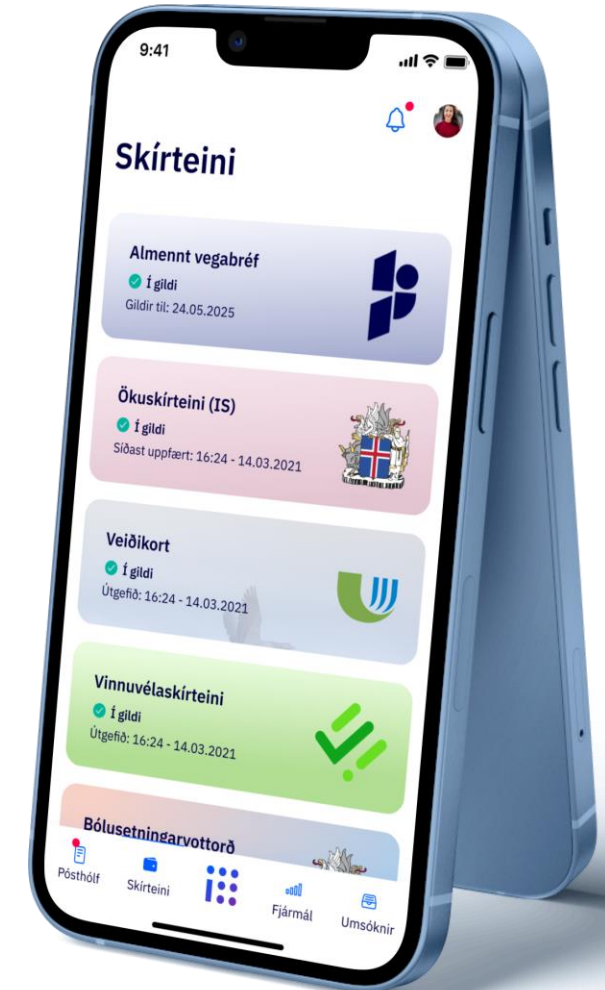 9:41
Skírteini
Almennt vegabréf
Í gildi
Gildir til: 24.05.2025
Ökuskírteini (IS)
Í gildi
Síðast uppfært: 16:24 - 14.03.2021
Veiðikort
Í gildi
Útgefið: 16:24 - 14.03.2021
Vinnuvélaskírteini
Í gildi
Útgefið: 16:24 - 14.03.2021
Bólusetningarvottorð
Pósthólf
Skírteini
Fjármál
Umsóknir